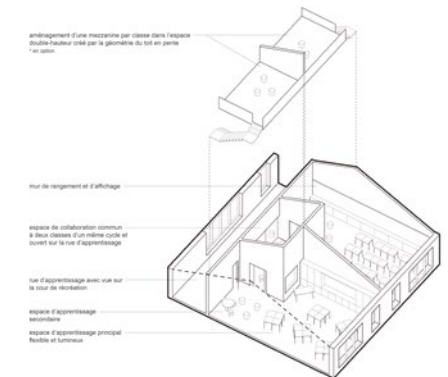 aménagement d'une mezzanine par classe dans l'espace
double-hauteur créé par la géométrie du toit en pente
* en option
mur de rangement et d'affichage
espace de collaboration commun
à deux classes d'un même cycle et
ouvert sur la rue d'apprentissage
rue d'apprentissage avec vue sur
la cour de récréation
espace d'apprentissage
secondaire
espace d'apprentissage principal
flexible et lumineux